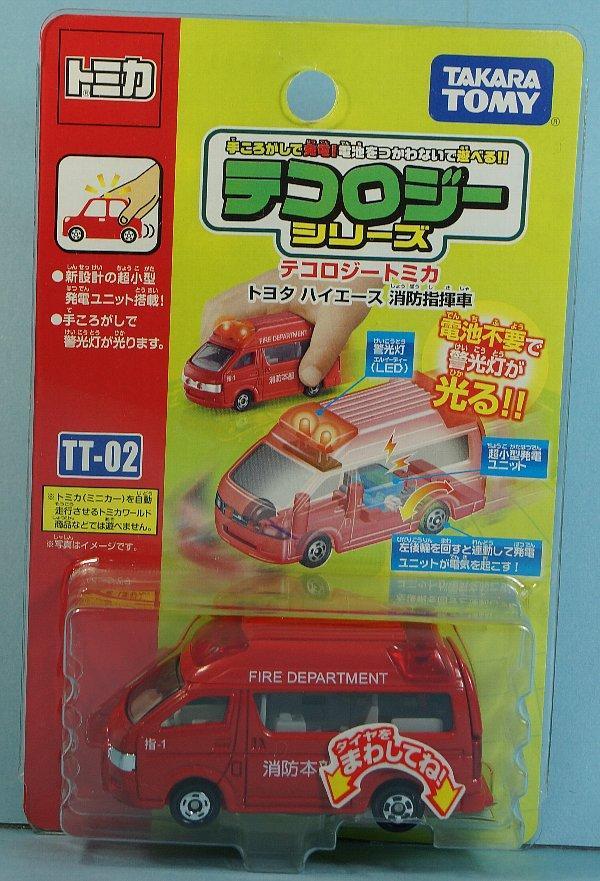 トミカ
TAKARA
TOMY
手ころがしで発電!電池をつかわないで遊べる!!
テコロジー
シリーズ
テコロジートミカ
トヨタ ハイエース 消防指揮車
●新設計の超小型
発電ユニット搭載!
●手ころがしで
警光灯が光ります。
TT-02
※トミカ(ミニカー)を自動
走行させるトミカワールド
商品などでは遊べません。
※写真はイメージです。
FIRE DEPARTMENT
指-1
消防本部
警光灯
(LED)
電池不要で
警光灯が
光る!!
超小型発電
ユニット
左後輪を回すと連動して発電
ユニットが電気を起こす!
FIRE DEPARTMENT
指-1
消防本
タイヤを
まわしてね!